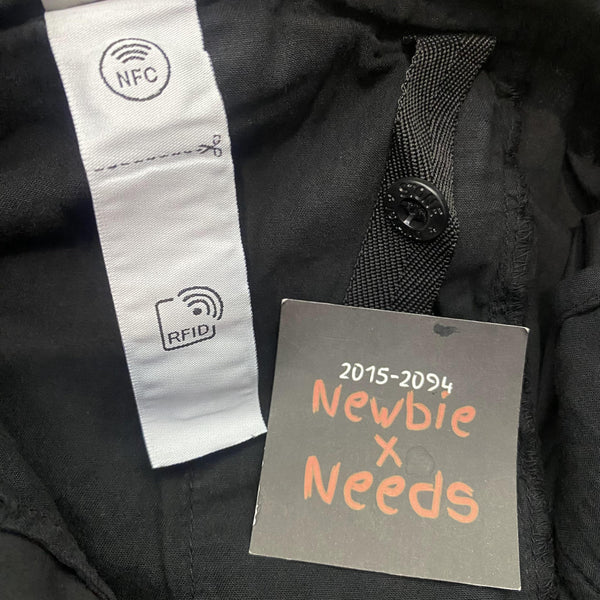 NFC
RFID
2015-2094
Newbie
x
Needs